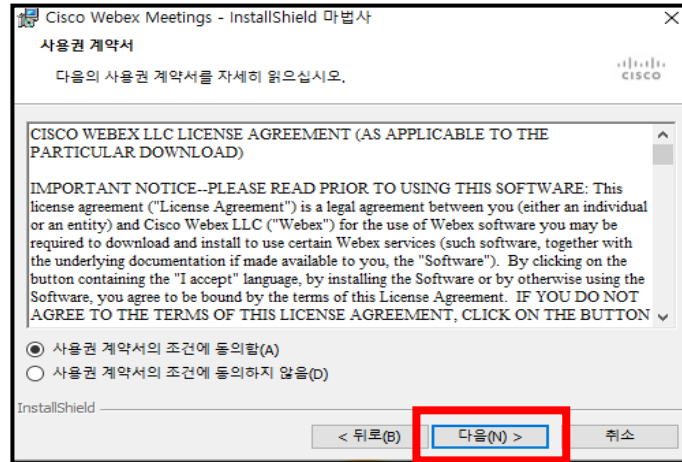 Cisco Webex Meetings - InstallShield 마법사
사용권 계약서
다음의 사용권 계약서를 자세히 읽으십시오.
CISCO
CISCO WEBEX LLC LICENSE AGREEMENT (AS APPLICABLE TO THE
PARTICULAR DOWNLOAD)
IMPORTANT NOTICE--PLEASE READ PRIOR TO USING THIS SOFTWARE: This
license agreement ("License Agreement") is a legal agreement between you (either an individual
or an entity) and Cisco Webex LLC ("Webex") for the use of Webex software you may be
required to download and install to use certain Webex services (such software, together with
the underlying documentation if made available to you, the "Software"). By clicking on the
button containing the "I accept" language, by installing the Software or by otherwise using the
Software, you agree to be bound by the terms of this License Agreement. IF YOU DO NOT
AGREE TO THE TERMS OF THIS LICENSE AGREEMENT, CLICK ON THE BUTTON
사용권 계약서의 조건에 동의함(A)
사용권 계약서의 조건에 동의하지 않음(D)
InstallShield
< 뒤로(B) 다음(N) > 취소